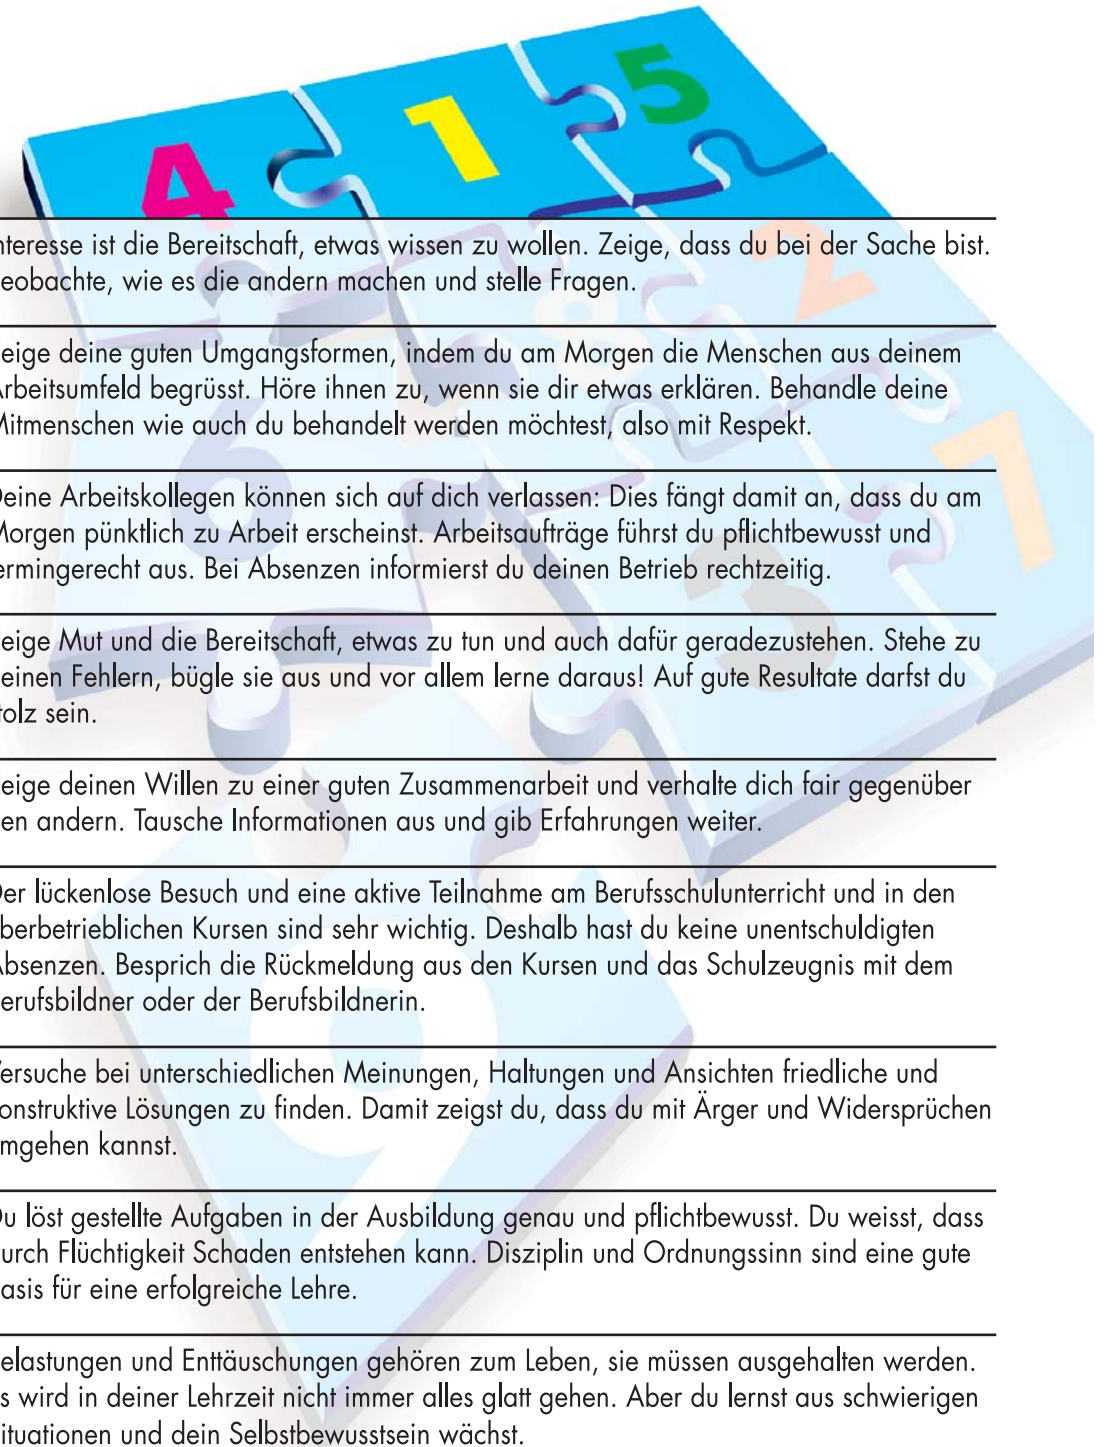 4 1 5
nteresse ist die Bereitschaft, etwas wissen zu wollen. Zeige, dass du bei der Sache bist.
eobachte, wie es die andern machen und stelle Fragen.
2
8
eige deine guten Umgangsformen, indem du am Morgen die Menschen aus deinem
Arbeitsumfeld begrüsst. Höre ihnen zu, wenn sie dir etwas erklären. Behandle deine
Mitmenschen wie auch du behandelt werden möchtest, also mit Respekt.
6
7
Deine Arbeitskollegen können sich auf dich verlassen: Dies fängt damit an, dass du am
Morgen pünktlich zu Arbeit erscheinst. Arbeitsaufträge führst du pflichtbewusst und
ermingerecht aus. Bei Absenzen informierst du deinen Betrieb rechtzeitig.
3
eige Mut und die Bereitschaft, etwas zu tun und auch dafür geradezustehen. Stehe zu
einen Fehlern, bügle sie aus und vor allem lerne daraus! Auf gute Resultate darfst du
tolz sein.
eige deinen Willen zu einer guten Zusammenarbeit und verhalte dich fair gegenüber
en andern. Tausche Informationen aus und gib Erfahrungen weiter.
Der lückenlose Besuch und eine aktive Teilnahme am Berufsschulunterricht und in den
berbetrieblichen Kursen sind sehr wichtig. Deshalb hast du keine unentschuldigten
Absenzen. Besprich die Rückmeldung aus den Kursen und das Schulzeugnis mit dem
erufsbildner oder der Berufsbildnerin.
9
Versuche bei unterschiedlichen Meinungen, Haltungen und Ansichten friedliche und
onstruktive Lösungen zu finden. Damit zeigst du, dass du mit Ärger und Widersprüchen
mgehen kannst.
Du löst gestellte Aufgaben in der Ausbildung genau und pflichtbewusst. Du weisst, dass
urch Flüchtigkeit Schaden entstehen kann. Disziplin und Ordnungssinn sind eine gute
asis für eine erfolgreiche Lehre.
elastungen und Enttäuschungen gehören zum Leben, sie müssen ausgehalten werden.
s wird in deiner Lehrzeit nicht immer alles glatt gehen. Aber du lernst aus schwierigen
ituationen und dein Selbstbewusstsein wächst.